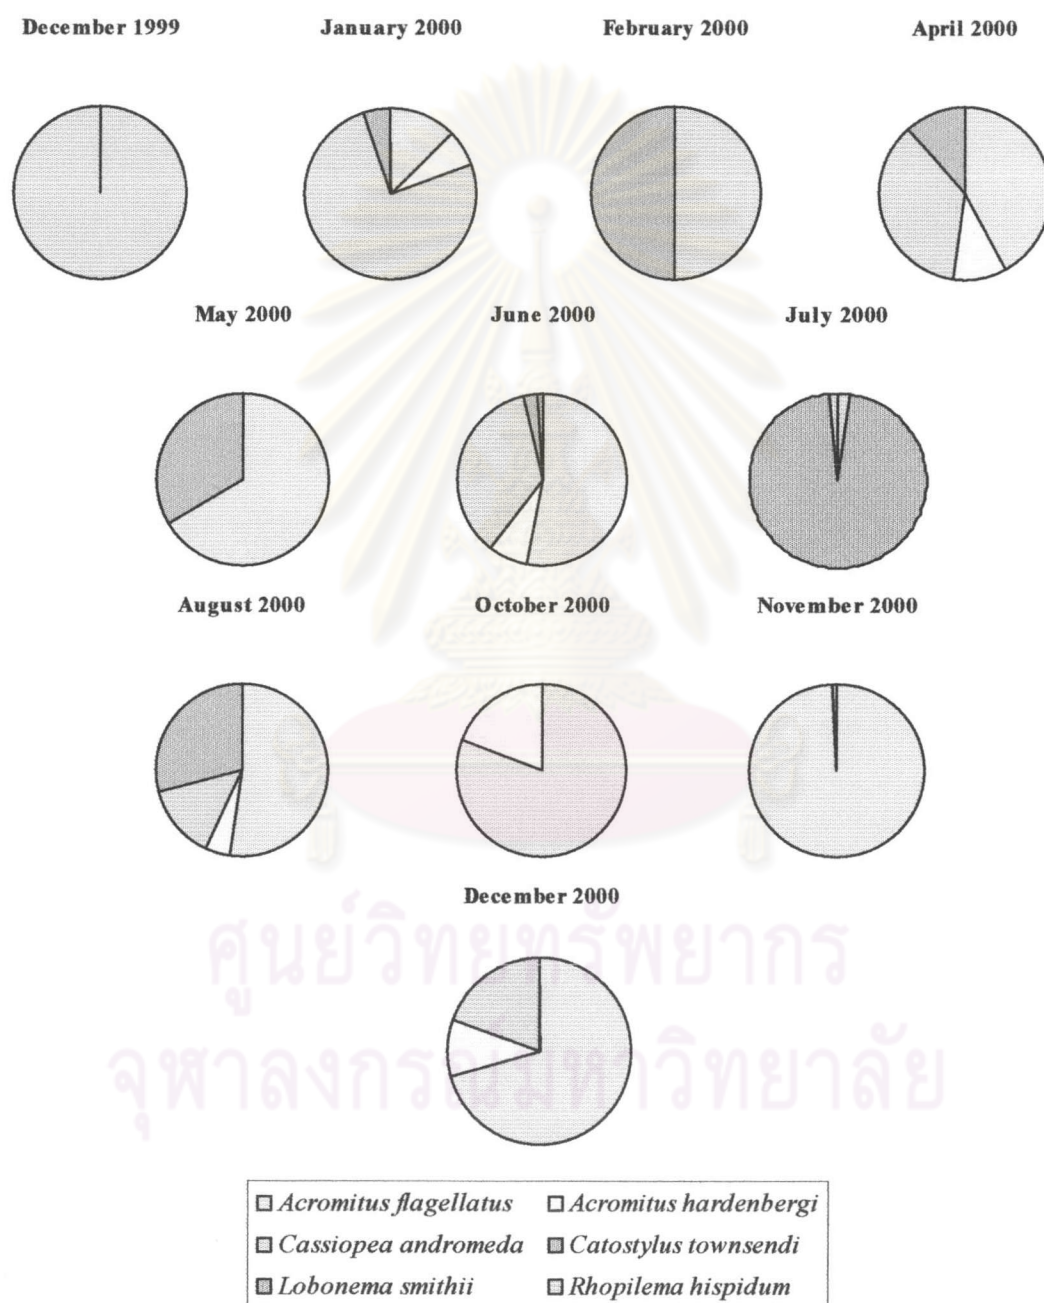 December 1999 January 2000 February 2000 April 2000
May 2000 June 2000 July 2000
August 2000 October 2000 November 2000
December 2000
ศูนย์วิทยทรัพยากร
จุฬาลงกรณ์มหาวิทยาลัย
Acromitus flagellatus Acromitus hardenbergi
Cassiopea andromeda Catostylus townsendi
Lobonema smithii Rhopilema hispidum